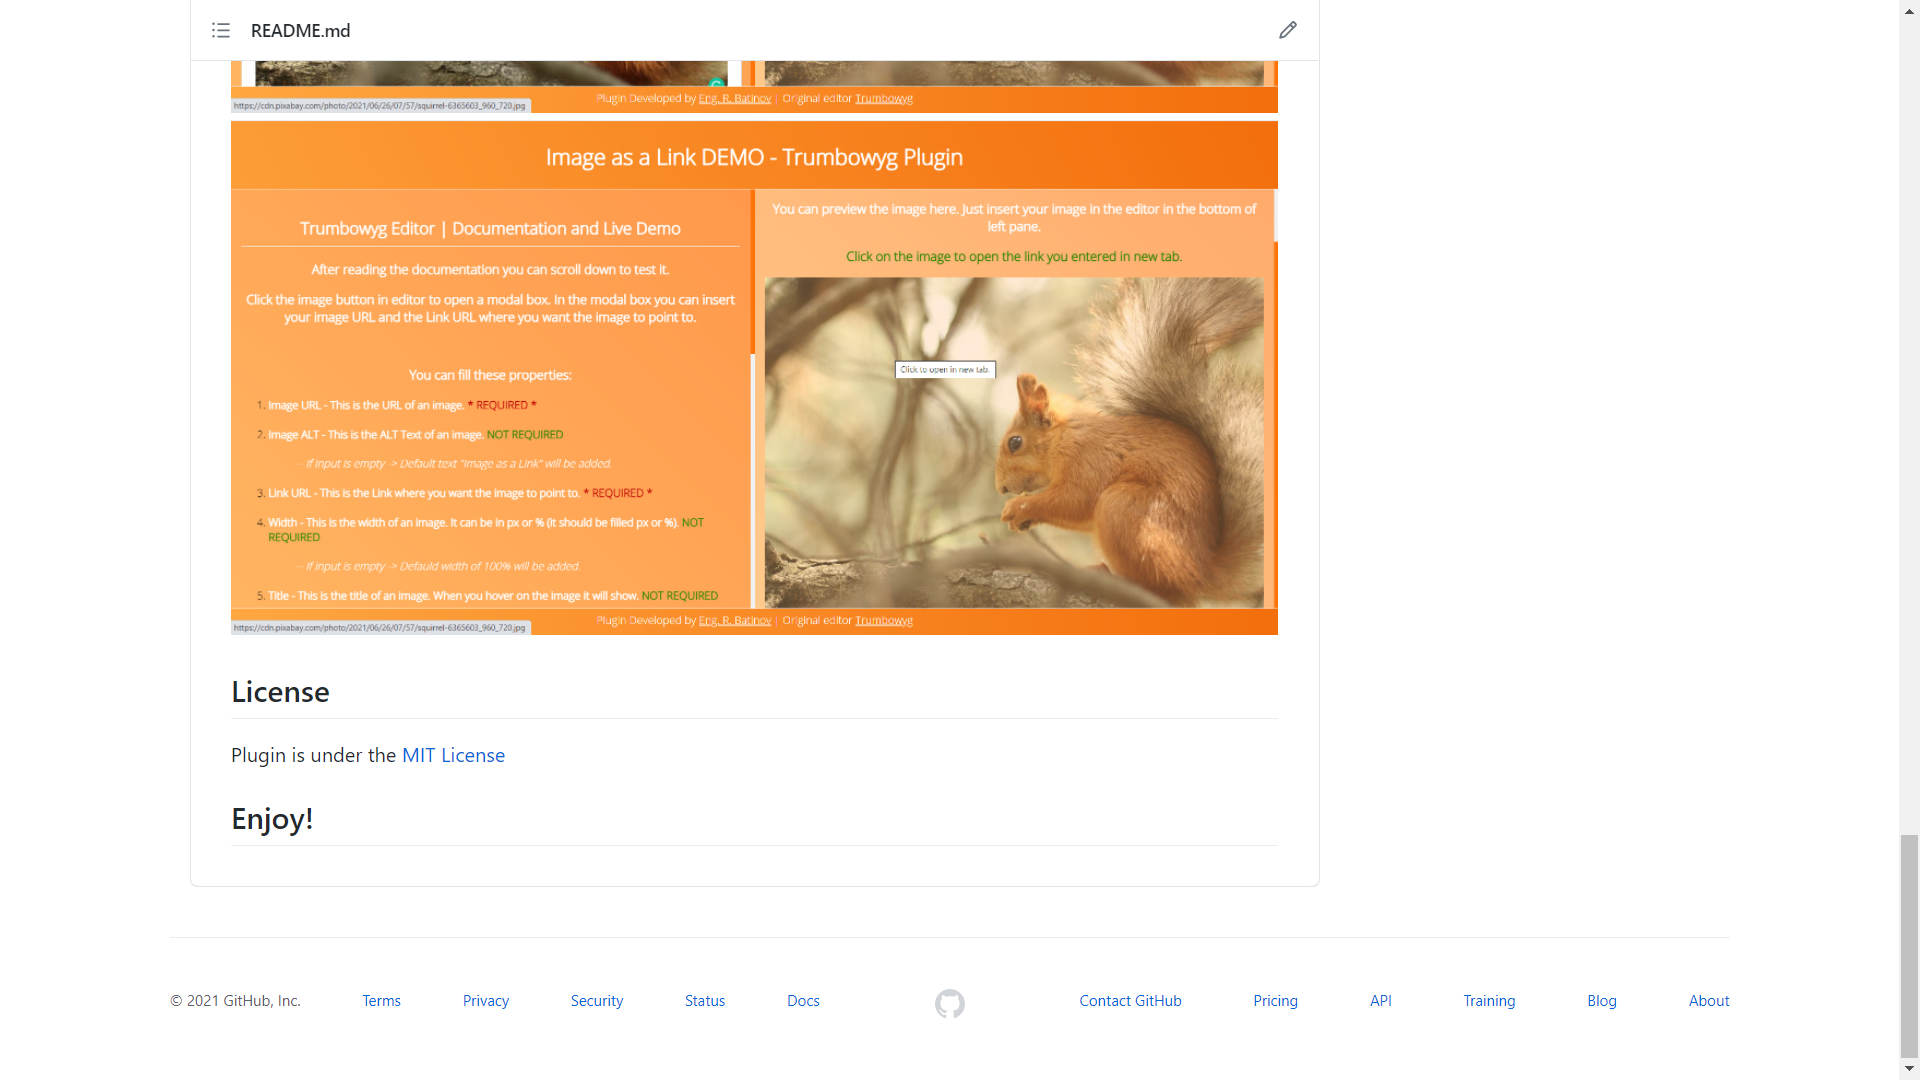 README.md
https://cdn.pixabay.com/photo/2021/06/26/07/57/squirrel-6365603_960_720.jpg
Plugin Developed by Eng. R. Batinov | Original editor Trumbowyg
Image as a Link DEMO - Trumbowyg Plugin
Trumbowyg Editor | Documentation and Live Demo
After reading the documentation you can scroll down to test it.
Click the image button in editor to open a modal box. In the modal box you can insert
your image URL and the Link URL where you want the image to point to.
You can fill these properties:
1. Image URL - This is the URL of an image. * REQUIRED *
2. Image ALT - This is the ALT Text of an image. NOT REQUIRED
-- If input is empty -> Default text "Image as a Link" will be added.
3. Link URL - This is the Link where you want the image to point to. * REQUIRED *
4. Width - This is the width of an image. It can be in px or % (it should be filled px or %). NOT
REQUIRED
-- If input is empty -> Defauld width of 100% will be added.
5. Title - This is the title of an image. When you hover on the image it will show. NOT REQUIRED
You can preview the image here. Just insert your image in the editor in the bottom of
left pane.
Click on the image to open the link you entered in new tab.
Click to open in new tab.
https://cdn.pixabay.com/photo/2021/06/26/07/57/squirrel-6365603_960_720.jpg
Plugin Developed by Eng. R. Batinov | Original editor Trumbowyg
License
Plugin is under the MIT License
Enjoy!
© 2021 GitHub, Inc. Terms Privacy Security Status Docs Contact GitHub Pricing API Training Blog About